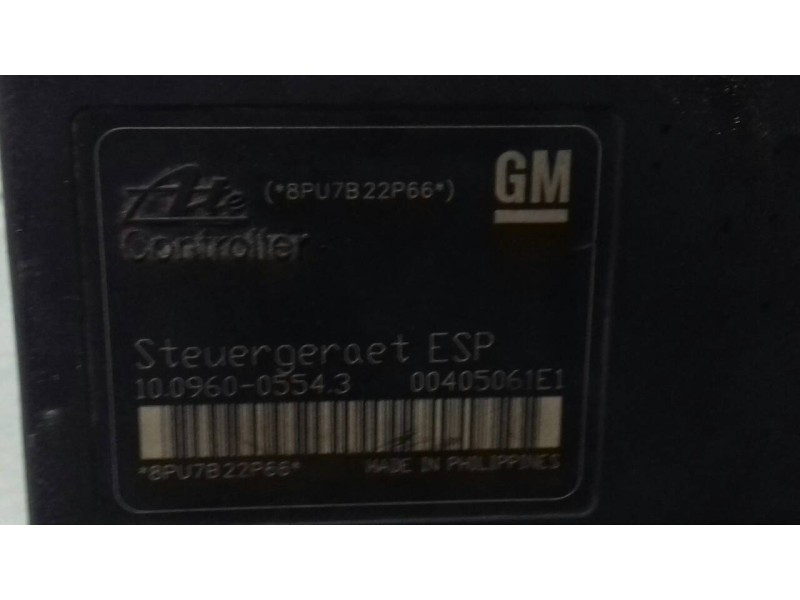 Ate (*8PU7B22P66*) GM
Controller
Steuergeraet ESP
10.0960-0554.3 00405061E1
*8PU7B22P66* MADE IN PHILIPPINES